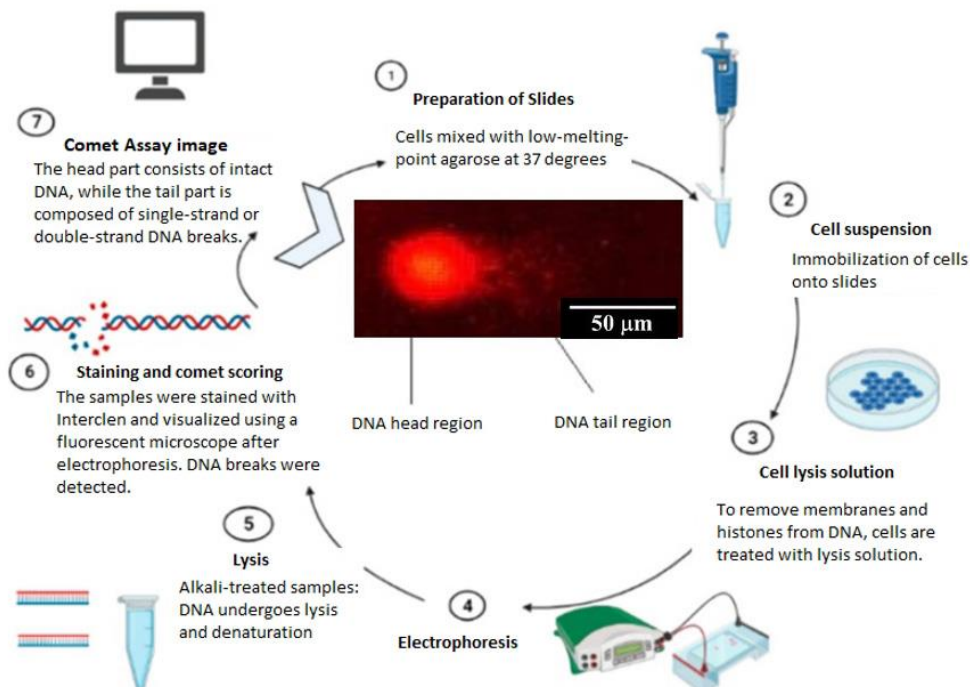 1
Preparation of Slides
Cells mixed with low-melting-
point agarose at 37 degrees
2
Cell suspension
Immobilization of cells
onto slides
3
Cell lysis solution
To remove membranes and
histones from DNA, cells are
treated with lysis solution.
4
Electrophoresis
5
Lysis
Alkali-treated samples:
DNA undergoes lysis
and denaturation
6
Staining and comet scoring
The samples were stained with
Interclen and visualized using a
fluorescent microscope after
electrophoresis. DNA breaks were
detected.
7
Comet Assay image
The head part consists of intact
DNA, while the tail part is
composed of single-strand or
double-strand DNA breaks.
50 µm
DNA head region
DNA tail region